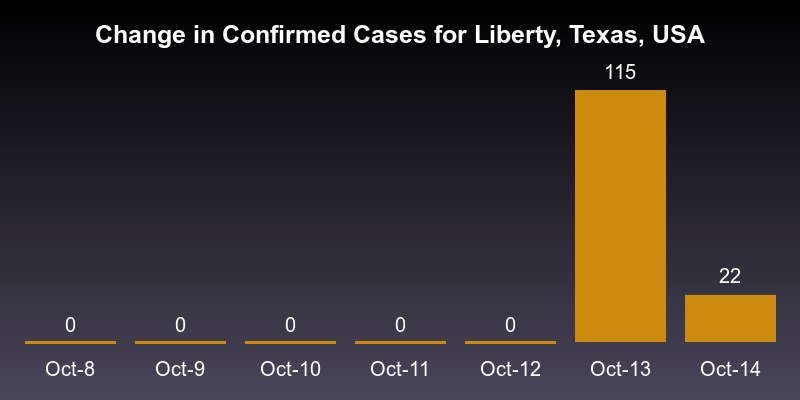 Change in Confirmed Cases for Liberty, Texas, USA
115
22
0 0 0 0 0
Oct-8 Oct-9 Oct-10 Oct-11 Oct-12 Oct-13 Oct-14